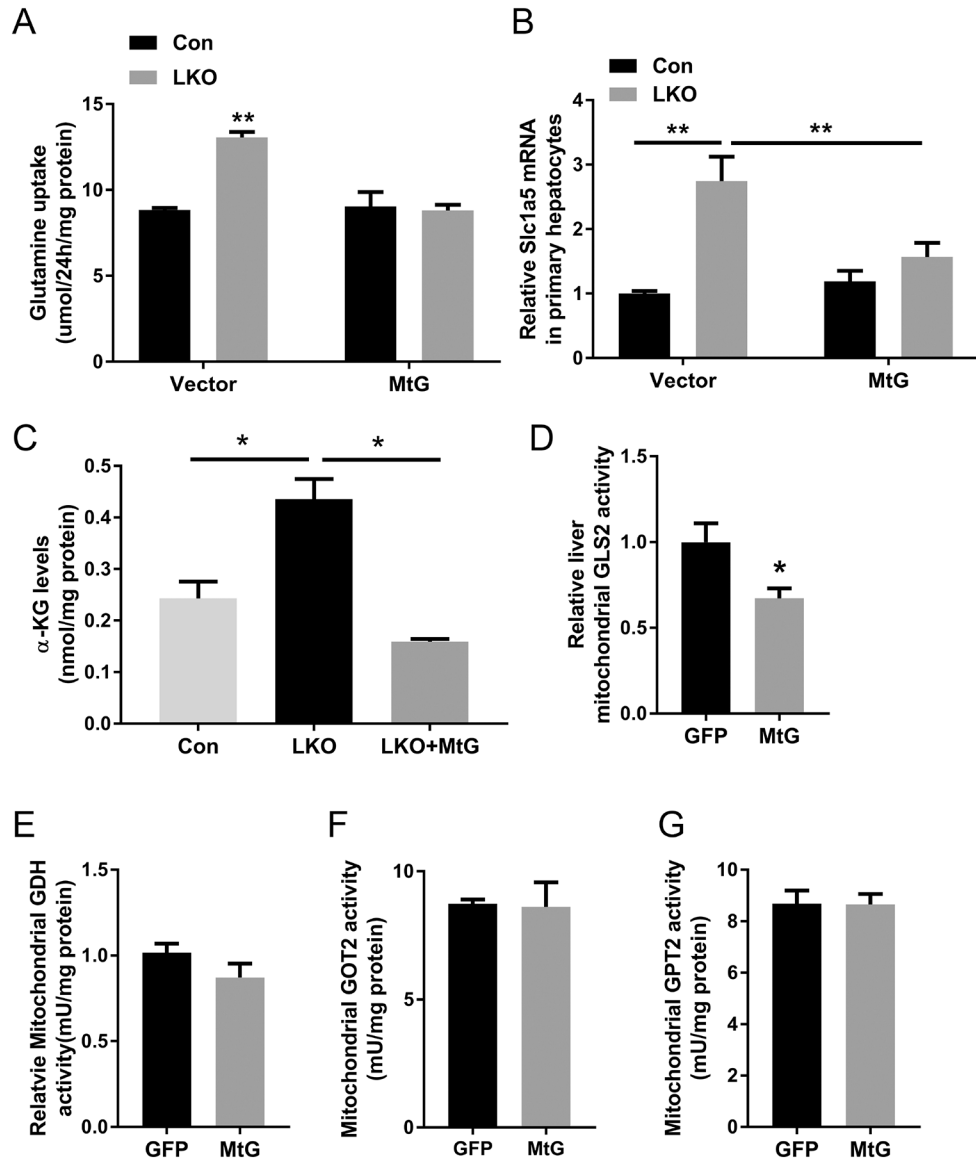 A
Con
LKO
Glutamine uptake
(umol/24h/mg protein)
15
10
5
0
**
Vector
MtG
B
Con
LKO
Relative Slc1a5 mRNA
in primary hepatocytes
4
3
2
1
0
**
**
Vector
MtG
C
α-KG levels
(nmol/mg protein)
0.5
0.4
0.3
0.2
0.1
0.0
*
*
Con
LKO
LKO+MtG
D
Relative liver
mitochondrial GLS2 activity
1.5
1.0
0.5
0.0
*
GFP
MtG
E
Relatvie Mitochondrial GDH
activity(mU/mg protein)
1.5
1.0
0.5
0.0
GFP
MtG
F
Mitochondrial GOT2 activity
(mU/mg protein)
10
5
0
GFP
MtG
G
Mitochondrial GPT2 activity
(mU/mg protein)
10
8
6
4
2
0
GFP
MtG